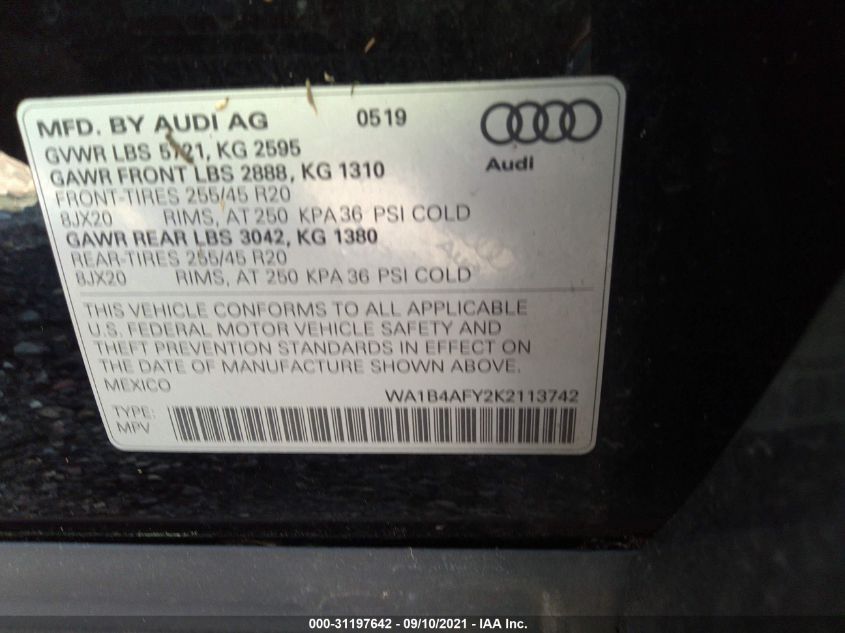 MFD. BY AUDI AG 0519
GVWR LBS 5721, KG 2595
Audi
GAWR FRONT LBS 2888, KG 1310
FRONT-TIRES 255/45 R20
8JX20 RIMS, AT 250 KPA 36 PSI COLD
GAWR REAR LBS 3042, KG 1380
REAR-TIRES 255/45 R20
8JX20 RIMS, AT 250 KPA 36 PSI COLD
THIS VEHICLE CONFORMS TO ALL APPLICABLE
U.S. FEDERAL MOTOR VEHICLE SAFETY AND
THEFT PREVENTION STANDARDS IN EFFECT ON
THE DATE OF MANUFACTURE SHOWN ABOVE.
MEXICO
WA1B4AFY2K2113742
TYPE:
MPV
000-31197642 - 09/10/2021 - IAA Inc.